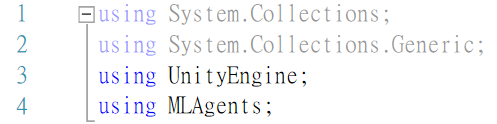 1 using System.Collections;
2 using System.Collections.Generic;
3 using UnityEngine;
4 using MLAgents;